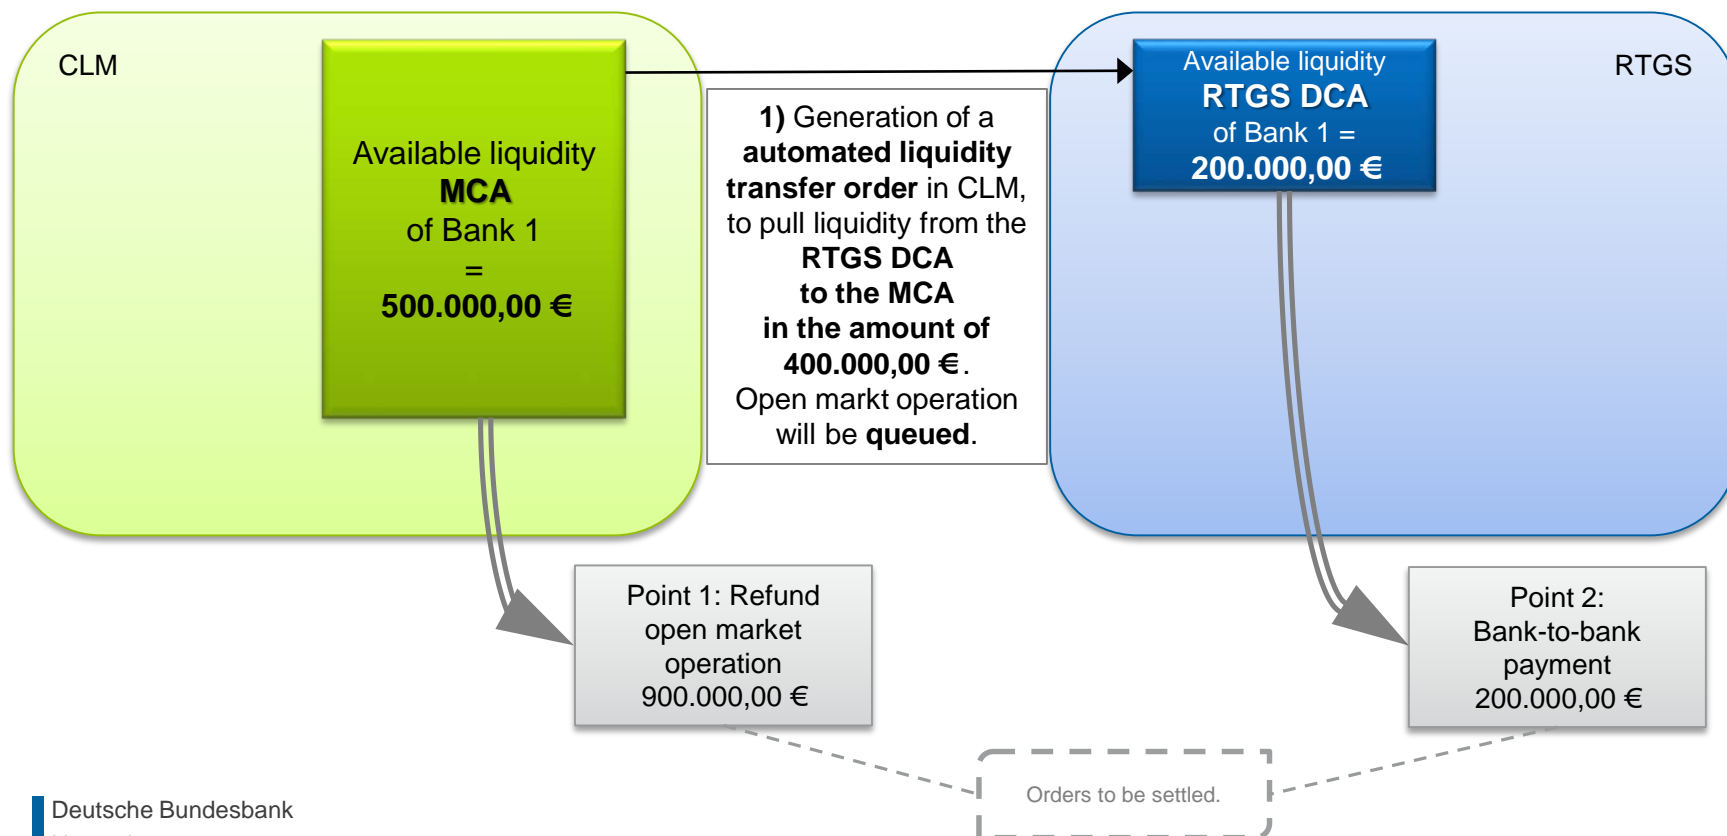 CLM
Available liquidity
MCA
of Bank 1
=
500.000,00 €
1) Generation of a
automated liquidity
transfer order in CLM,
to pull liquidity from the
RTGS DCA
to the MCA
in the amount of
400.000,00 €.
Open markt operation
will be queued.
Available liquidity
RTGS DCA
of Bank 1 =
200.000,00 €
RTGS
Point 1: Refund
open market
operation
900.000,00 €
Point 2:
Bank-to-bank
payment
200.000,00 €
Orders to be settled.
Deutsche Bundesbank